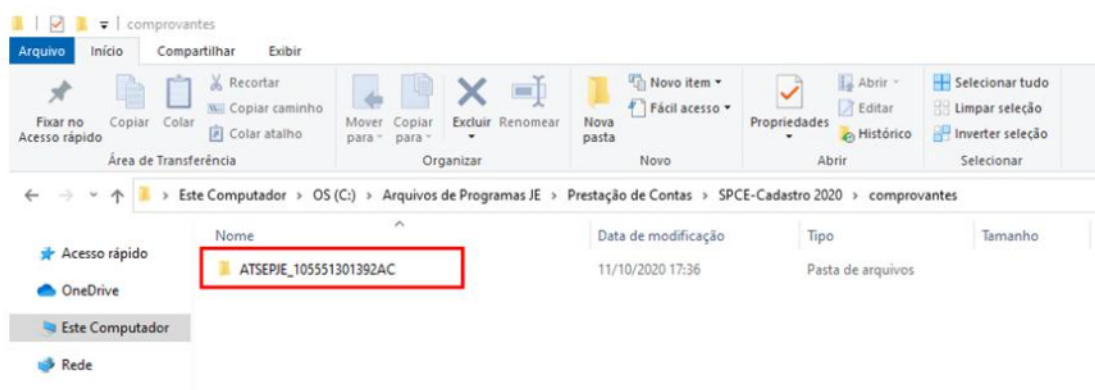 comprovantes
Arquivo Início Compartilhar Exibir
Fixar no Acesso rápido
Copiar
Colar
Recortar
Copiar caminho
Colar atalho
Mover para
Copiar para
Excluir
Renomear
Nova pasta
Novo item
Fácil acesso
Propriedades
Abrir
Editar
Histórico
Selecionar tudo
Limpar seleção
Inverter seleção
Área de Transferência Organizar Novo Abrir Selecionar
Este Computador > OS (C:) > Arquivos de Programas JE > Prestação de Contas > SPCE-Cadastro 2020 > comprovantes
Nome Data de modificação Tipo Tamanho
Acesso rápido
OneDrive
Este Computador
Rede
ATSEPJE_105551301392AC 11/10/2020 17:36 Pasta de arquivos